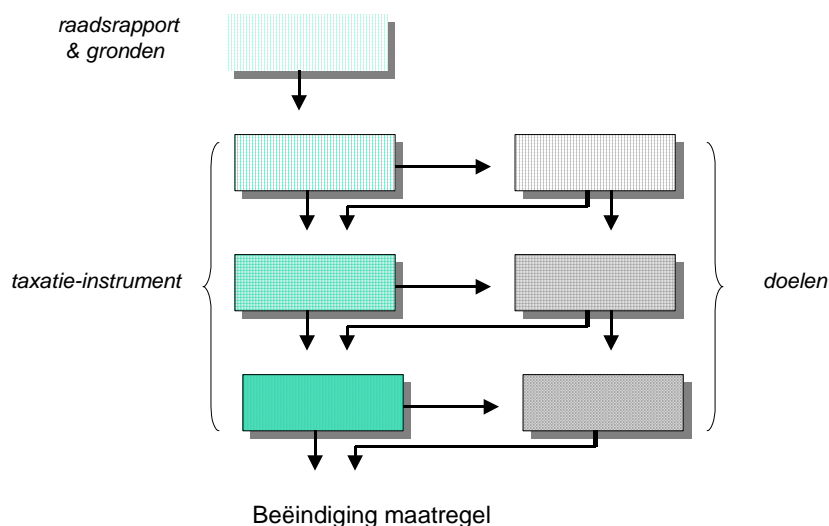 raadsrapport
& gronden
taxatie-instrument
doelen
Beëindiging maatregel